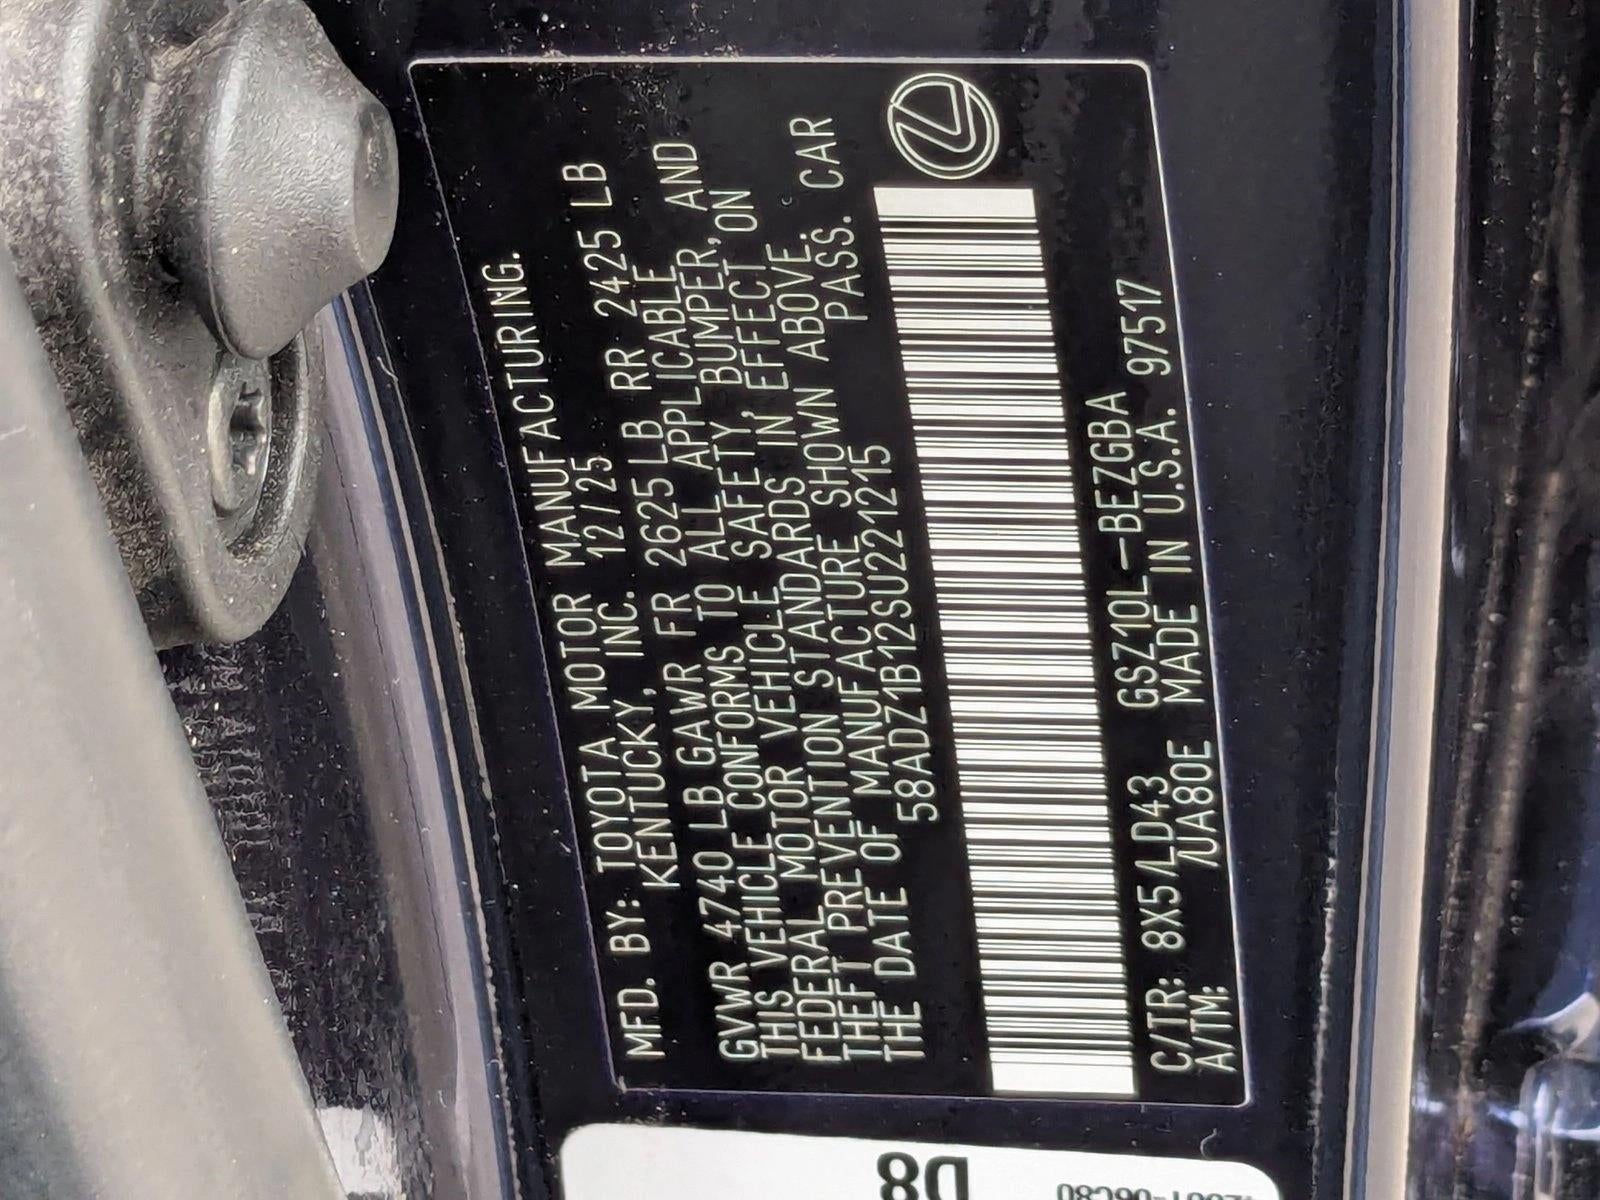 MFD. BY: TOYOTA MOTOR MANUFACTURING.
KENTUCKY, INC. 12/25
GVWR 4740 LB GAWR FR 2625 LB RR 2425 LB
THIS VEHICLE CONFORMS TO ALL APPLICABLE
FEDERAL MOTOR VEHICLE SAFETY, BUMPER, AND
THEFT PREVENTION STANDARDS IN EFFECT ON
THE DATE OF MANUFACTURE SHOWN ABOVE.
58ADZ1B12SU221215 PASS. CAR
C/TR: 8X5/LD43 GSZ10L-BEZGBA
A/TM: /UA80E MADE IN U.S.A. 97517
D8